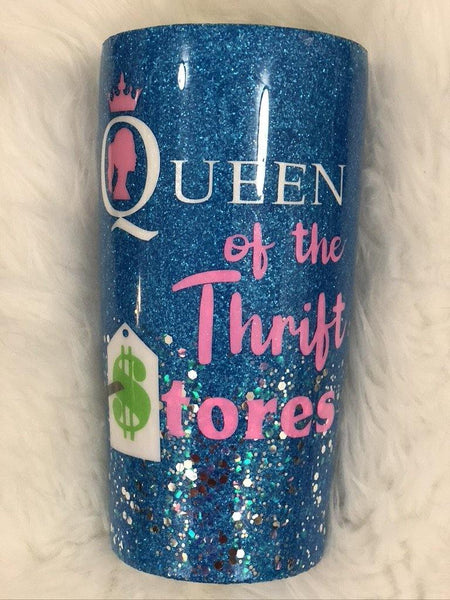 QUEEN
of the
Thrift
$tores